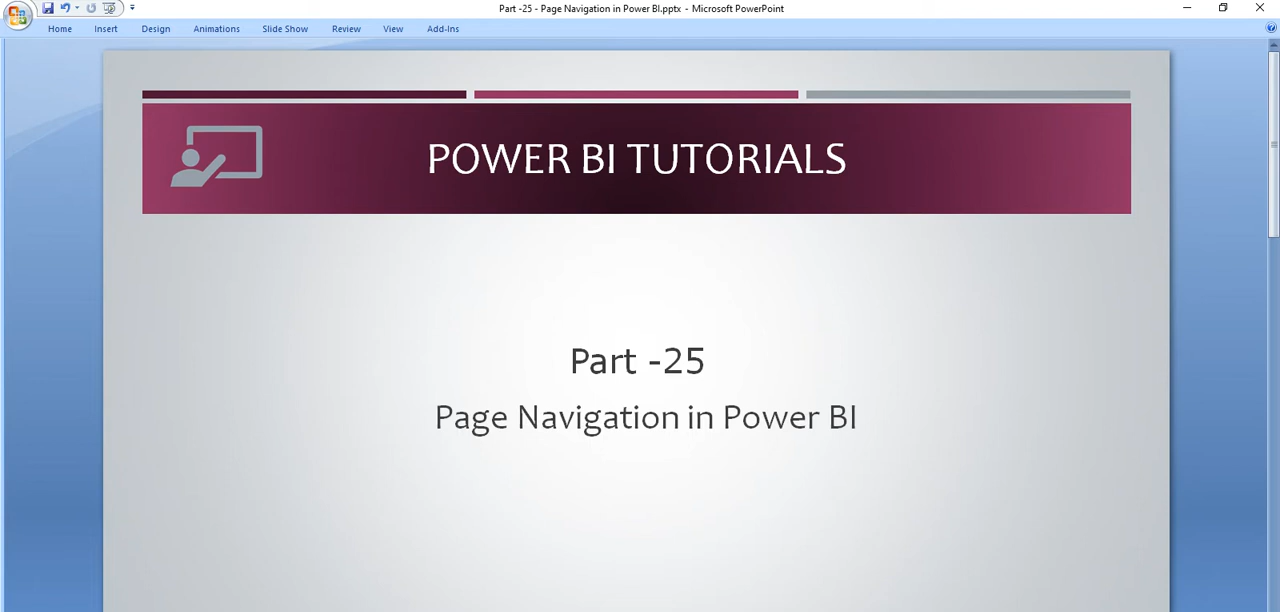 Part -25 - Page Navigation in Power BI.pptx - Microsoft PowerPoint
Home Insert Design Animations Slide Show Review View Add-Ins
POWER BI TUTORIALS
Part -25
Page Navigation in Power BI